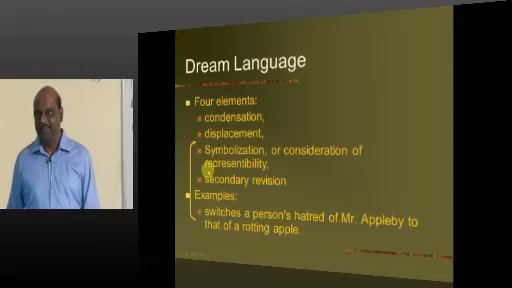 Dream Language
Four elements:
condensation,
displacement,
Symbolization, or consideration of
representibility,
secondary revision
Examples:
switches a person's hatred of Mr. Appleby to
that of a rotting apple.